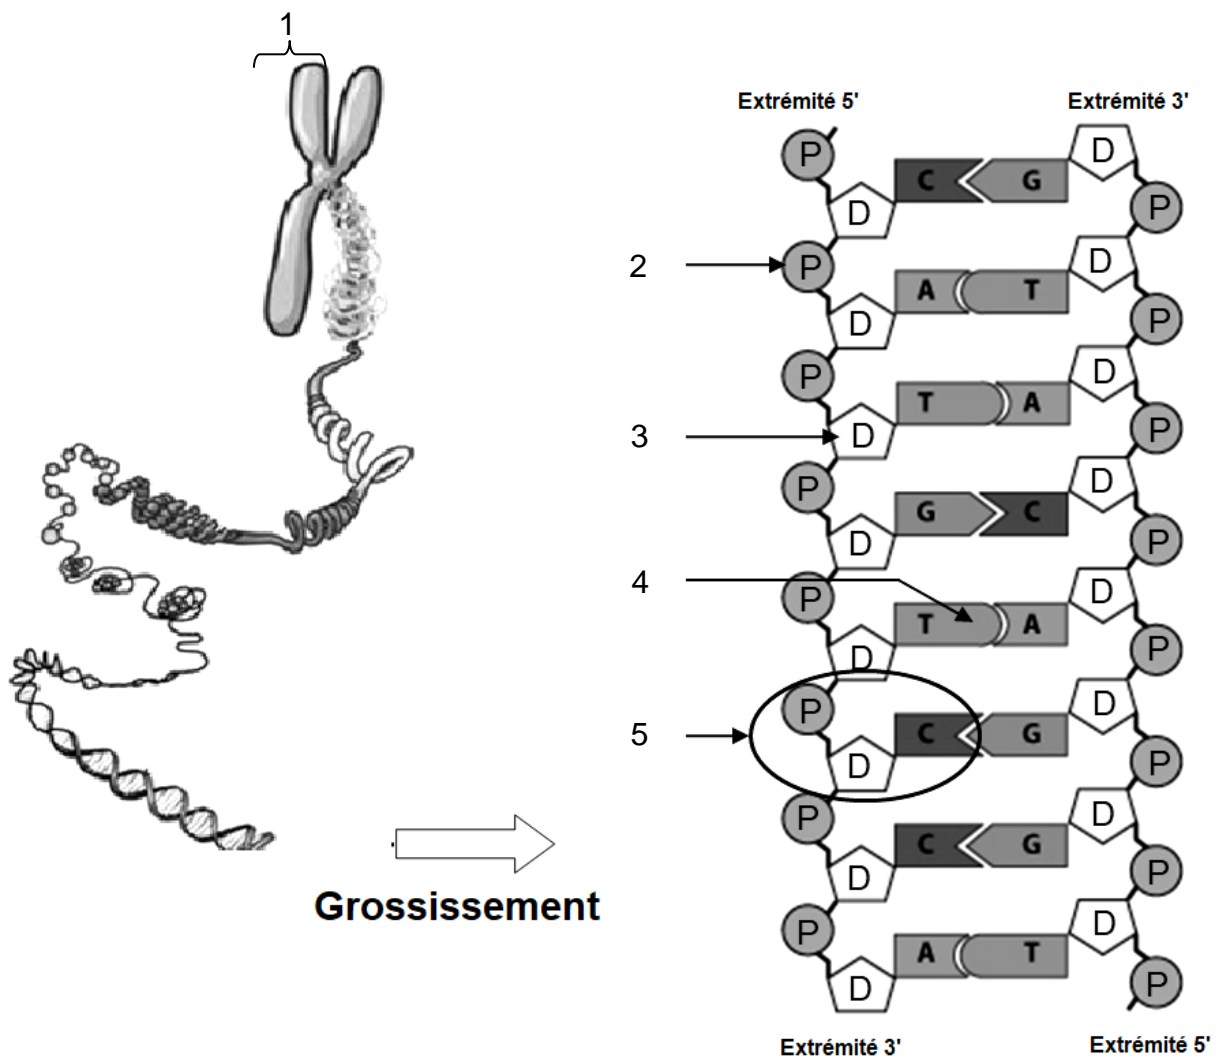 1
Extrémité 5' Extrémité 3'
P D C G D P
2 P D A T D P
P D T A D P
3
P D G C D P
4 P D T A D P
5 P D C G D P
P D C G D P
P D A T D P
Grossissement
Extrémité 3' Extrémité 5'